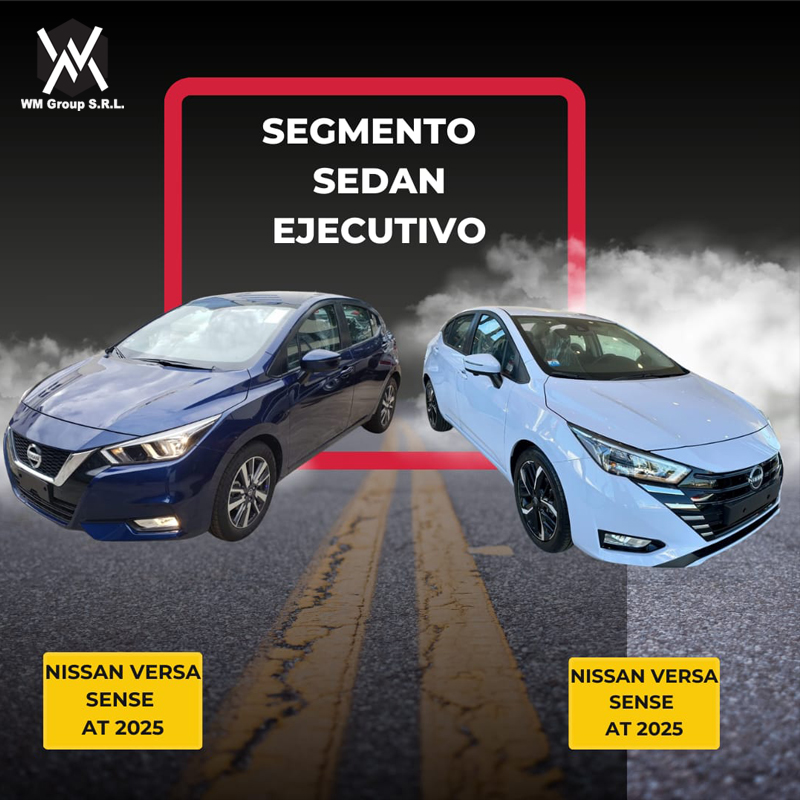 WM Group S.R.L.
SEGMENTO
SEDAN
EJECUTIVO
NISSAN VERSA
SENSE
AT 2025
NISSAN VERSA
SENSE
AT 2025